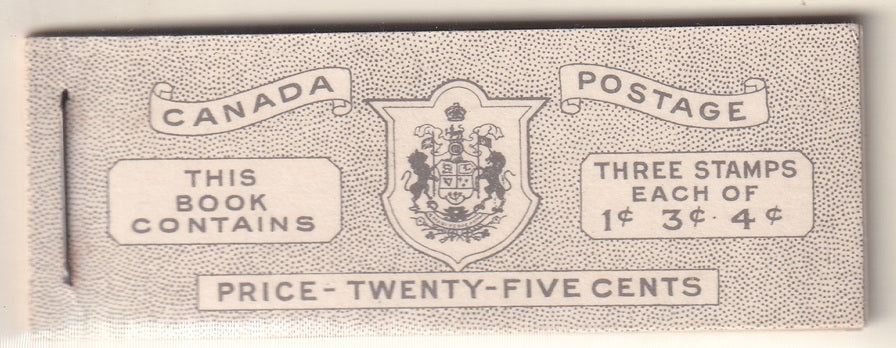 CANADA
POSTAGE
THIS
BOOK
CONTAINS
THREE STAMPS
EACH OF
1¢ 3¢ 4¢
PRICE - TWENTY-FIVE CENTS